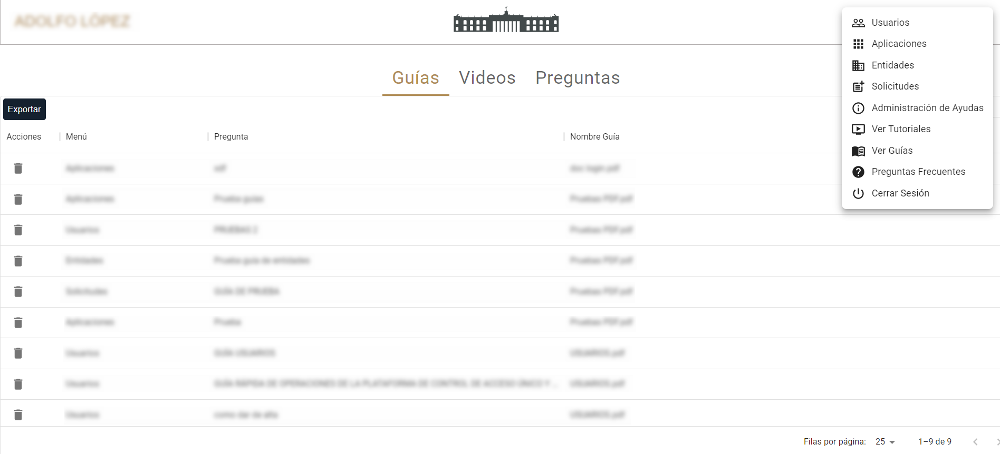 ADOLFO LÓPEZ
Usuarios
Aplicaciones
Entidades
Solicitudes
Administración de Ayudas
Ver Tutoriales
Ver Guías
Preguntas Frecuentes
Cerrar Sesión
Guías Videos Preguntas
Exportar
Acciones Menú Pregunta Nombre Guía
Aplicaciones
Aplicaciones Prueba guias Pruebas PDF.pdf
Usuarios PRUEBAS 2 Pruebas PDF.pdf
Entidades Prueba guia de entidades Pruebas PDF.pdf
Solicitudes GUÍA DE PRUEBA Pruebas PDF.pdf
Aplicaciones Prueba Pruebas PDF.pdf
Usuarios GUÍA USUARIOS USUARIOS.pdf
Usuarios GUÍA RÁPIDA DE OPERACIONES DE LA PLATAFORMA DE CONTROL DE ACCESO ÚNICO Y ... USUARIOS.pdf
Usuarios como dar de alta USUARIOS.pdf
Filas por página: 25 1–9 de 9